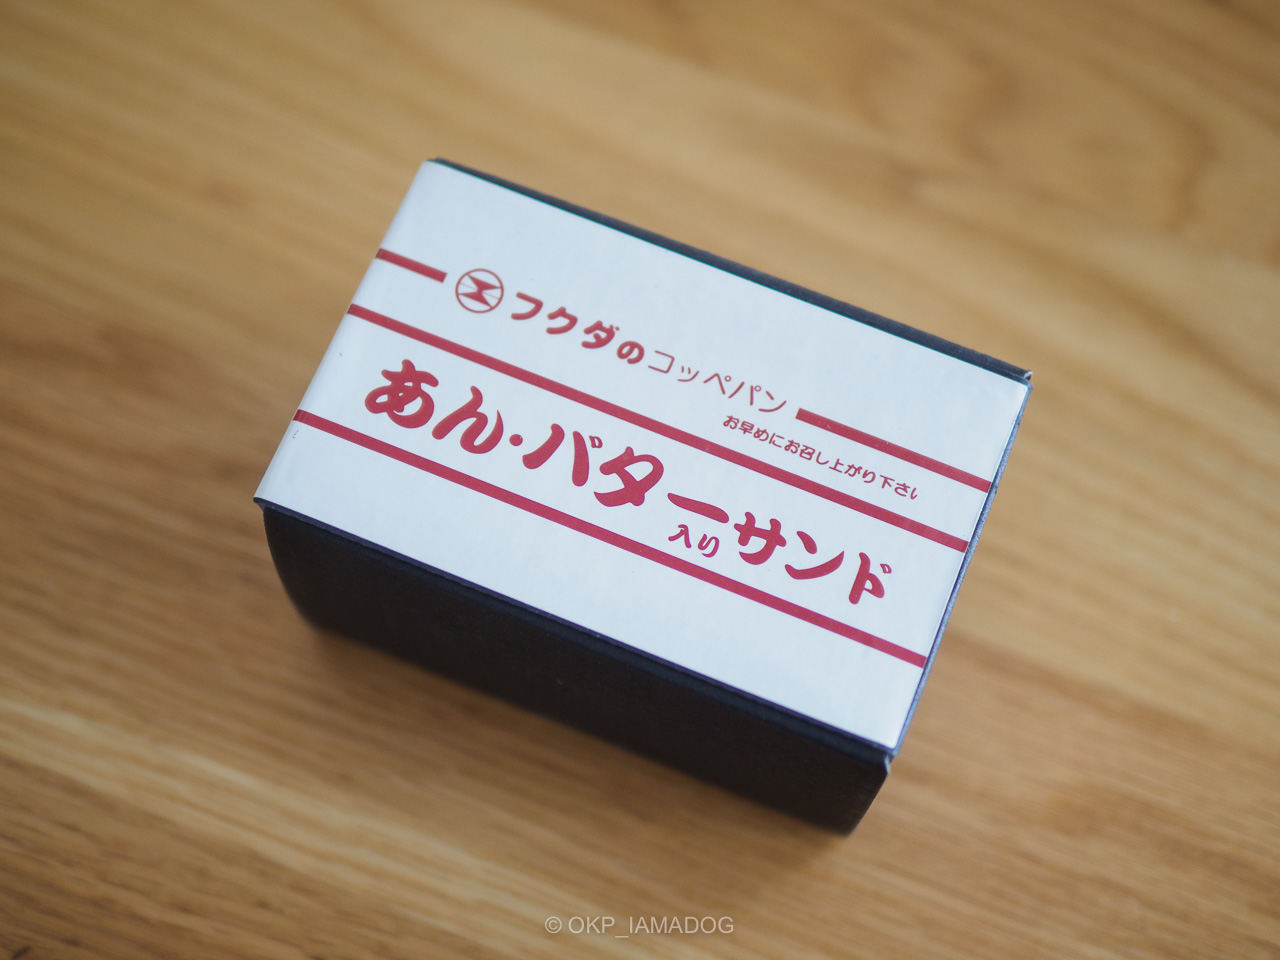 フクダのコッペパン
お早めにお召し上がり下さい
あん・バター入りサンド
© OKP_IAMADOG